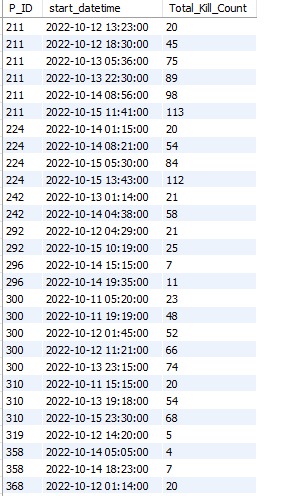 P_ID start_datetime Total_Kill_Count
211 2022-10-12 13:23:00 20
211 2022-10-12 18:30:00 45
211 2022-10-13 05:36:00 75
211 2022-10-13 22:30:00 89
211 2022-10-14 08:56:00 98
211 2022-10-15 11:41:00 113
224 2022-10-14 01:15:00 20
224 2022-10-14 08:21:00 54
224 2022-10-15 05:30:00 84
224 2022-10-15 13:43:00 112
242 2022-10-13 01:14:00 21
242 2022-10-14 04:38:00 58
292 2022-10-12 04:29:00 21
292 2022-10-15 10:19:00 25
296 2022-10-14 15:15:00 7
296 2022-10-14 19:35:00 11
300 2022-10-11 05:20:00 23
300 2022-10-11 19:19:00 48
300 2022-10-12 01:45:00 52
300 2022-10-12 11:21:00 66
300 2022-10-13 23:15:00 74
310 2022-10-11 15:15:00 20
310 2022-10-13 19:18:00 54
310 2022-10-15 23:30:00 68
319 2022-10-12 14:20:00 5
358 2022-10-14 05:05:00 4
358 2022-10-14 18:23:00 7
368 2022-10-12 01:14:00 20